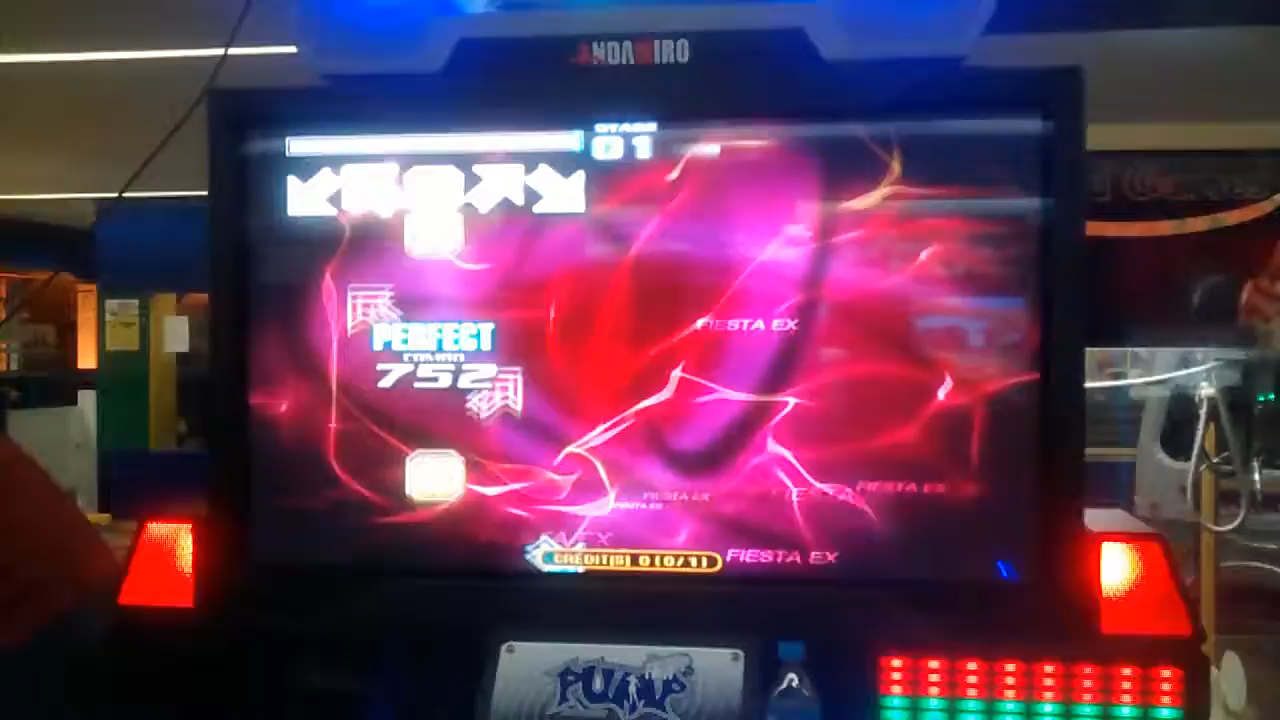 ANDAMIRO
STAGE
01
FIESTA EX
PERFECT
COMBO
752
FIESTA EX
FIESTA EX
FIESTA
CREDIT(S) 0 (0/1)
FIESTA EX
PUMP